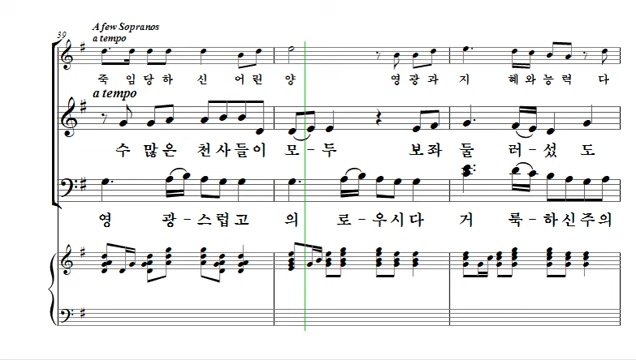 A few Sopranos
39 a tempo
죽 임 당 하 신 어 린 양 영 광 과 지 혜 와 능 력 다
a tempo
수 많 은 천 사 들 이 모 - 두 보 좌 둘 러 - 섰 도
영 광 - 스 럽 고 의 로 - 우 시 다 거 룩 - 하 신 주 의